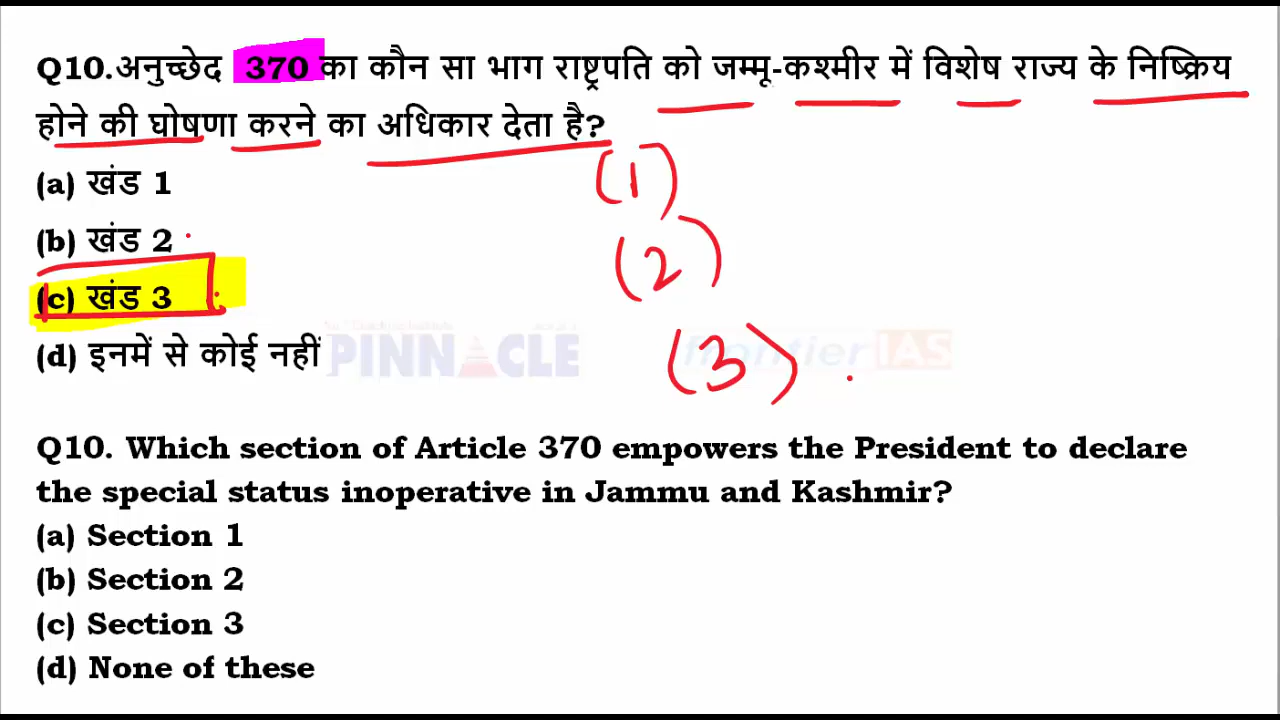 Q10.अनुच्छेद 370 का कौन सा भाग राष्ट्रपति को जम्मू-कश्मीर में विशेष राज्य के निष्क्रिय
होने की घोषणा करने का अधिकार देता है?
(1)
(a) खंड 1
(b) खंड 2
(2)
(c) खंड 3
(d) इनमें से कोई नहीं
PINNACLE
(3)
frontier IAS
Q10. Which section of Article 370 empowers the President to declare
the special status inoperative in Jammu and Kashmir?
(a) Section 1
(b) Section 2
(c) Section 3
(d) None of these